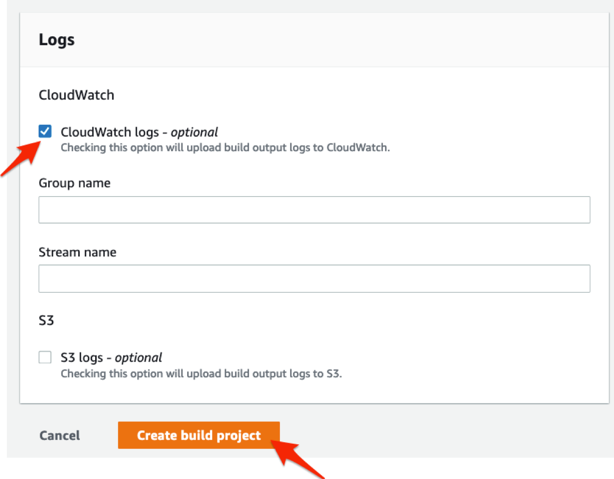 Logs
CloudWatch
CloudWatch logs - optional
Checking this option will upload build output logs to CloudWatch.
Group name
Stream name
S3
S3 logs - optional
Checking this option will upload build output logs to S3.
Cancel
Create build project